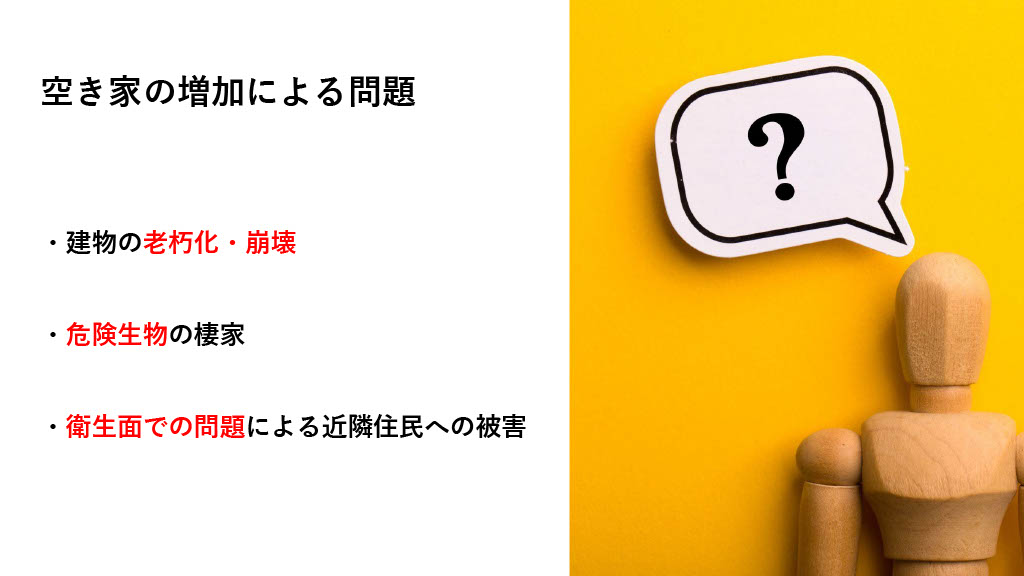 空き家の増加による問題
・建物の老朽化・崩壊
・危険生物の棲家
・衛生面での問題による近隣住民への被害
?